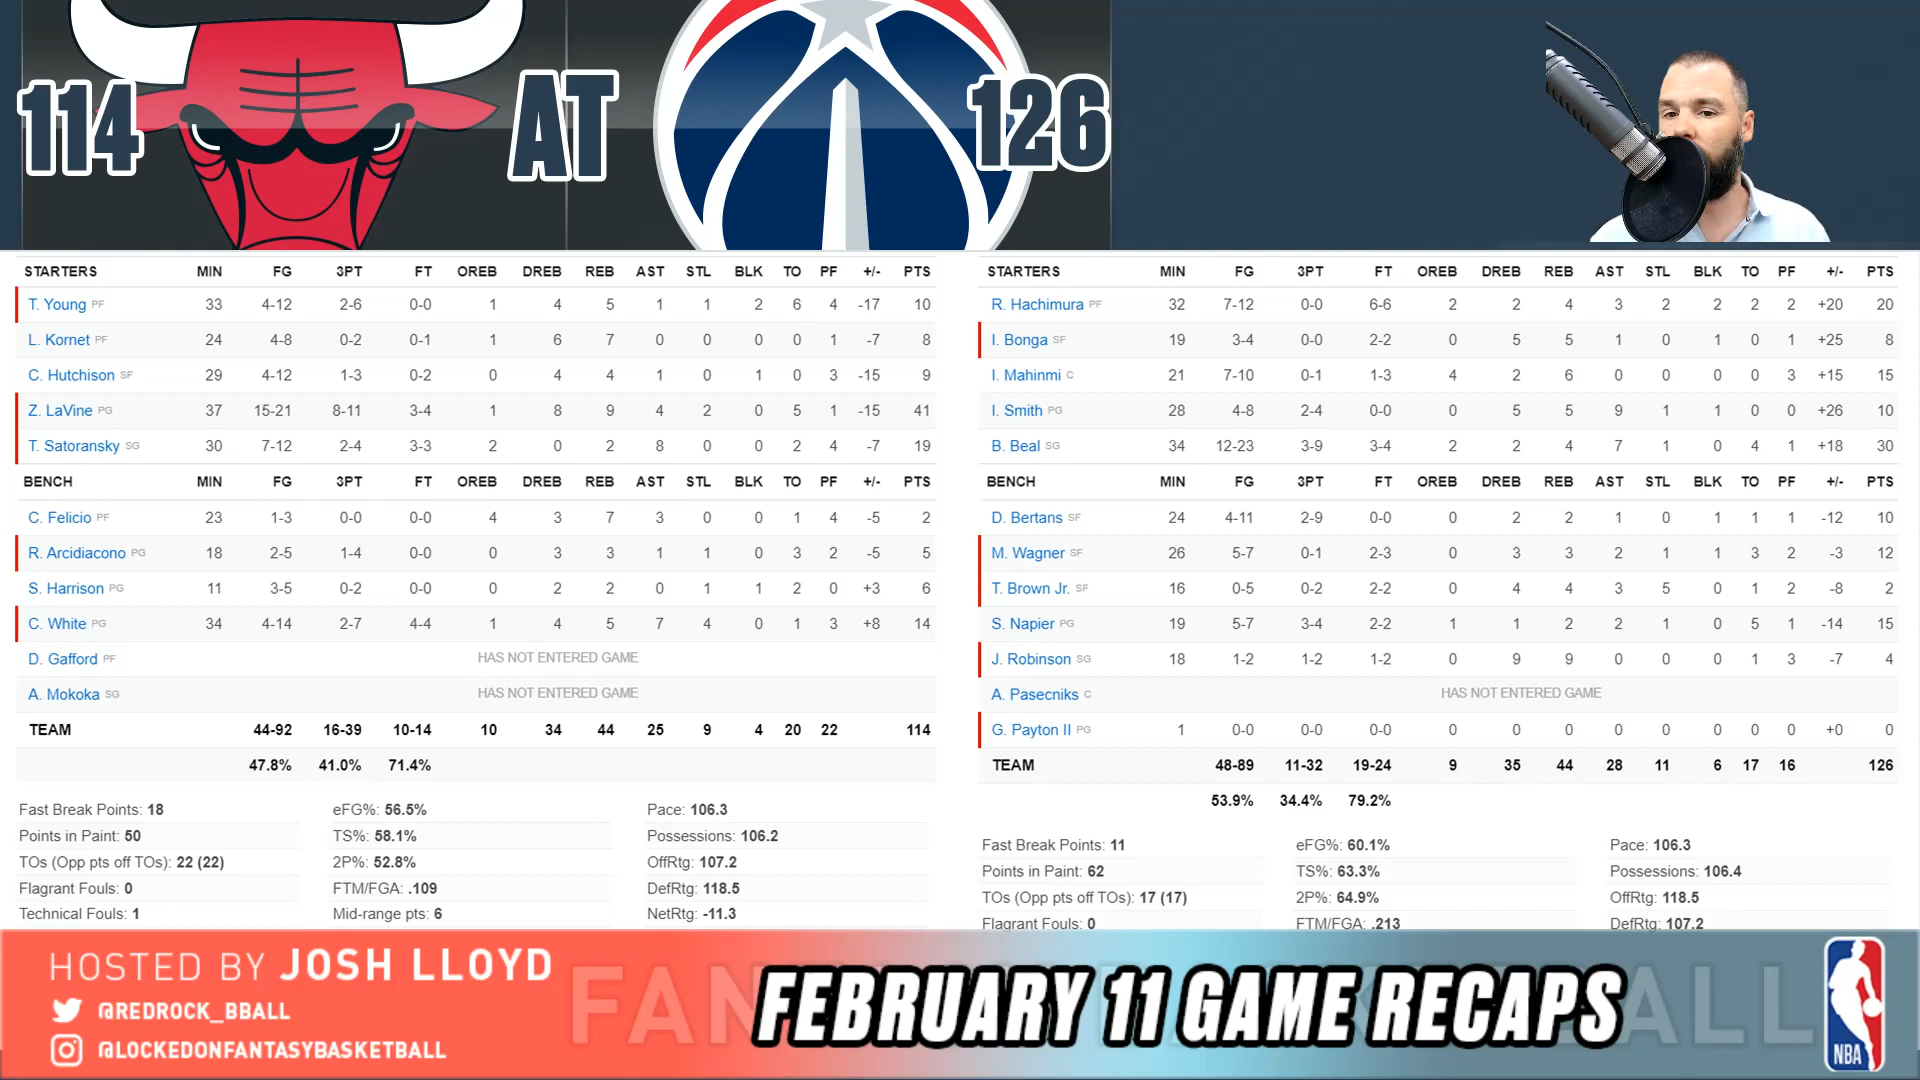 114 AT 126
STARTERS MIN FG 3PT FT OREB DREB REB AST STL BLK TO PF +/- PTS
T. Young PF 33 4-12 2-6 0-0 1 4 5 1 1 2 6 4 -17 10
L. Kornet PF 24 4-8 0-2 0-1 1 6 7 0 0 0 0 1 -7 8
C. Hutchison SF 29 4-12 1-3 0-2 0 4 4 1 0 1 0 3 -15 9
Z. LaVine PG 37 15-21 8-11 3-4 1 8 9 4 2 0 5 1 -15 41
T. Satoransky SG 30 7-12 2-4 3-3 2 0 2 8 0 0 2 4 -7 19
BENCH MIN FG 3PT FT OREB DREB REB AST STL BLK TO PF +/- PTS
C. Felicio PF 23 1-3 0-0 0-0 4 3 7 3 0 0 1 4 -5 2
R. Arcidiacono PG 18 2-5 1-4 0-0 0 3 3 1 1 0 3 2 -5 5
S. Harrison PG 11 3-5 0-2 0-0 0 2 2 0 1 1 2 0 +3 6
C. White PG 34 4-14 2-7 4-4 1 4 5 7 4 0 1 3 +8 14
D. Gafford PF HAS NOT ENTERED GAME
A. Mokoka SG HAS NOT ENTERED GAME
TEAM 44-92 16-39 10-14 10 34 44 25 9 4 20 22 114
47.8% 41.0% 71.4%
Fast Break Points: 18 eFG%: 56.5% Pace: 106.3
Points in Paint: 50 TS%: 58.1% Possessions: 106.2
TOs (Opp pts off TOs): 22 (22) 2P%: 52.8% OffRtg: 107.2
Flagrant Fouls: 0 FTM/FGA: .109 DefRtg: 118.5
Technical Fouls: 1 Mid-range pts: 6 NetRtg: -11.3
STARTERS MIN FG 3PT FT OREB DREB REB AST STL BLK TO PF +/- PTS
R. Hachimura PF 32 7-12 0-0 6-6 2 2 4 3 2 2 2 2 +20 20
I. Bonga SF 19 3-4 0-0 2-2 0 5 5 1 0 1 0 1 +25 8
I. Mahinmi C 21 7-10 0-1 1-3 4 2 6 0 0 0 0 3 +15 15
I. Smith PG 28 4-8 2-4 0-0 0 5 5 9 1 1 0 0 +26 10
B. Beal SG 34 12-23 3-9 3-4 2 2 4 7 1 0 4 1 +18 30
BENCH MIN FG 3PT FT OREB DREB REB AST STL BLK TO PF +/- PTS
D. Bertans SF 24 4-11 2-9 0-0 0 2 2 1 0 1 1 1 -12 10
M. Wagner SF 26 5-7 0-1 2-3 0 3 3 2 1 1 3 2 -3 12
T. Brown Jr. SF 16 0-5 0-2 2-2 0 4 4 3 5 0 1 2 -8 2
S. Napier PG 19 5-7 3-4 2-2 1 1 2 2 1 0 5 1 -14 15
J. Robinson SG 18 1-2 1-2 1-2 0 9 9 0 0 0 1 3 -7 4
A. Pasecniks C HAS NOT ENTERED GAME
G. Payton II PG 1 0-0 0-0 0-0 0 0 0 0 0 0 0 0 +0 0
TEAM 48-89 11-32 19-24 9 35 44 28 11 6 17 16 126
53.9% 34.4% 79.2%
Fast Break Points: 11 eFG%: 60.1% Pace: 106.3
Points in Paint: 62 TS%: 63.3% Possessions: 106.4
TOs (Opp pts off TOs): 17 (17) 2P%: 64.9% OffRtg: 118.5
Flagrant Fouls: 0 FTM/FGA: .213 DefRtg: 107.2
HOSTED BY JOSH LLOYD
@REDROCK_BBALL
@LOCKEDONFANTASYBASKETBALL
FEBRUARY 11 GAME RECAPS
NBA